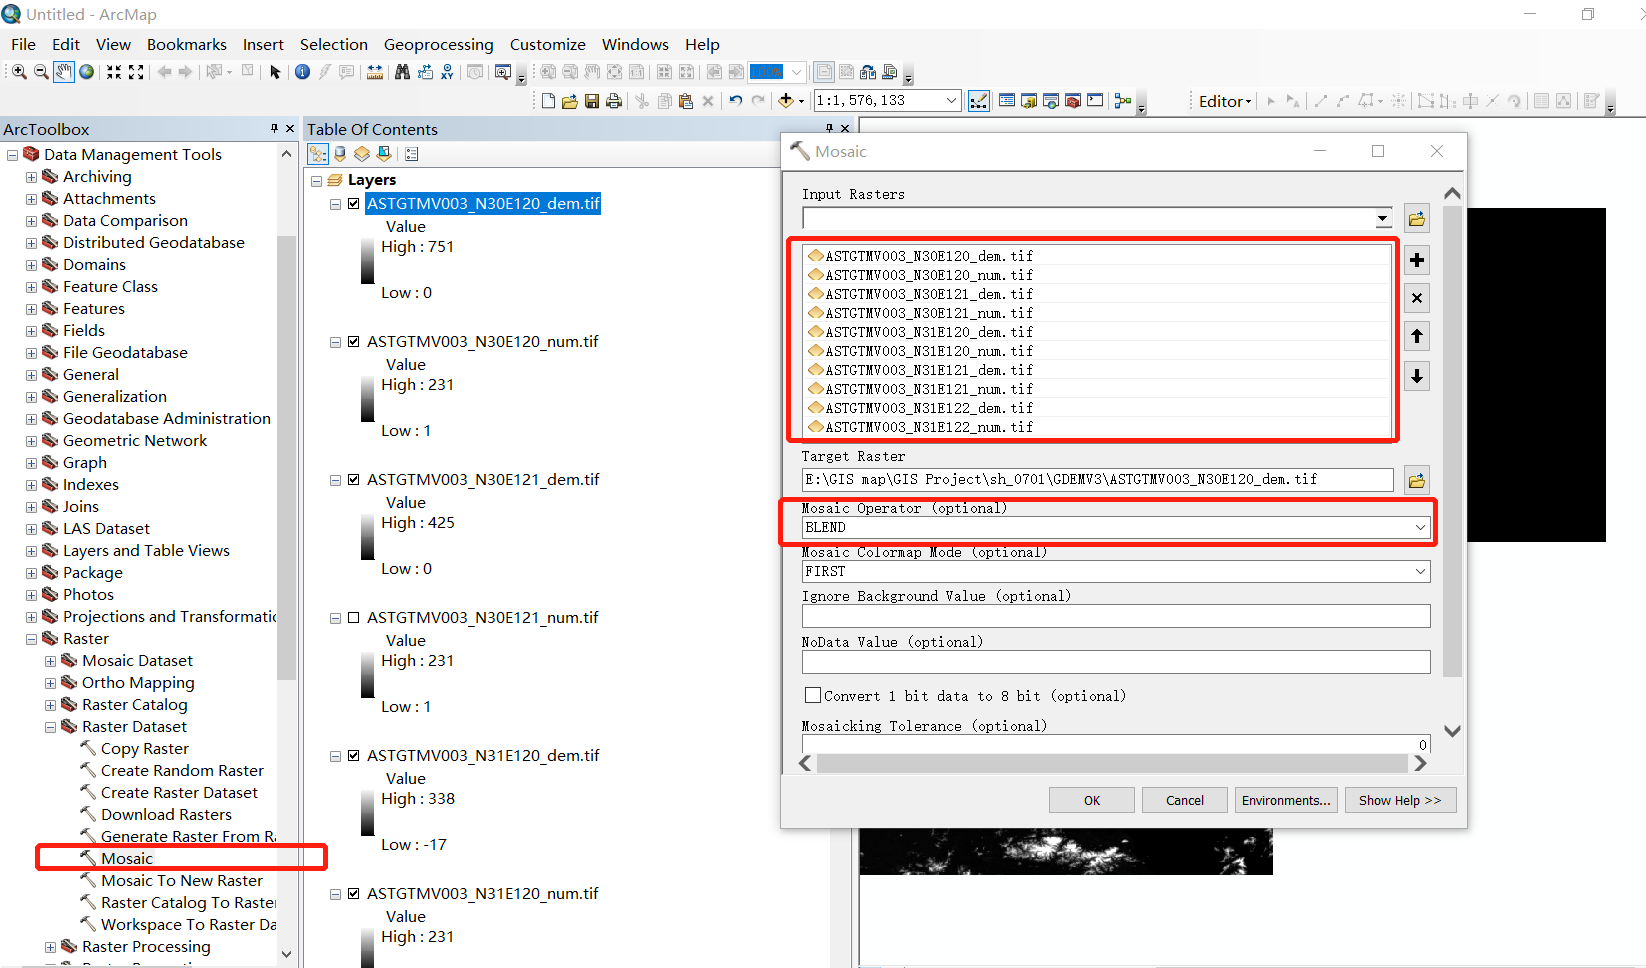 Untitled - ArcMap
File Edit View Bookmarks Insert Selection Geoprocessing Customize Windows Help
1:1,576,133
Editor
ArcToolbox
Data Management Tools
Archiving
Attachments
Data Comparison
Distributed Geodatabase
Domains
Feature Class
Features
Fields
File Geodatabase
General
Generalization
Geodatabase Administration
Geometric Network
Graph
Indexes
Joins
LAS Dataset
Layers and Table Views
Package
Photos
Projections and Transformatic
Raster
Mosaic Dataset
Ortho Mapping
Raster Catalog
Raster Dataset
Copy Raster
Create Random Raster
Create Raster Dataset
Download Rasters
Generate Raster From Ra
Mosaic
Mosaic To New Raster
Raster Catalog To Raste
Workspace To Raster Da
Raster Processing
Table Of Contents
Layers
ASTGTMV003_N30E120_dem.tif
Value
High : 751
Low : 0
ASTGTMV003_N30E120_num.tif
Value
High : 231
Low : 1
ASTGTMV003_N30E121_dem.tif
Value
High : 425
Low : 0
ASTGTMV003_N30E121_num.tif
Value
High : 231
Low : 1
ASTGTMV003_N31E120_dem.tif
Value
High : 338
Low : -17
ASTGTMV003_N31E120_num.tif
Value
High : 231
Mosaic
Input Rasters
ASTGTMV003_N30E120_dem.tif
ASTGTMV003_N30E120_num.tif
ASTGTMV003_N30E121_dem.tif
ASTGTMV003_N30E121_num.tif
ASTGTMV003_N31E120_dem.tif
ASTGTMV003_N31E120_num.tif
ASTGTMV003_N31E121_dem.tif
ASTGTMV003_N31E121_num.tif
ASTGTMV003_N31E122_dem.tif
ASTGTMV003_N31E122_num.tif
Target Raster
E:\GIS map\GIS Project\sh_0701\GDEMV3\ASTGTMV003_N30E120_dem.tif
Mosaic Operator (optional)
BLEND
Mosaic Colormap Mode (optional)
FIRST
Ignore Background Value (optional)
NoData Value (optional)
Convert 1 bit data to 8 bit (optional)
Mosaicking Tolerance (optional)
0
OK Cancel Environments... Show Help >>